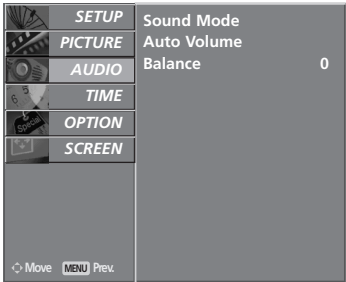 SETUP
PICTURE
AUDIO
TIME
OPTION
SCREEN
Sound Mode
Auto Volume
Balance 0
Move MENU Prev.